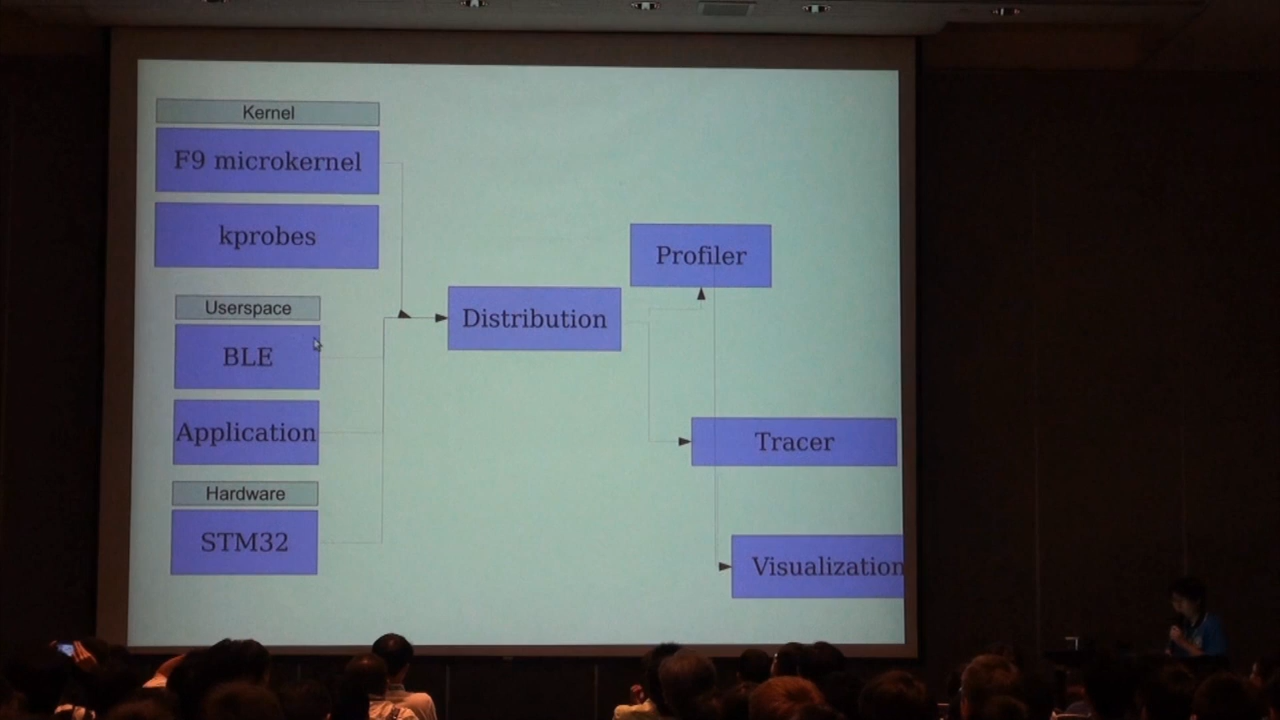 Kernel
F9 microkernel
kprobes
Userspace
BLE
Application
Hardware
STM32
Distribution
Profiler
Tracer
Visualization